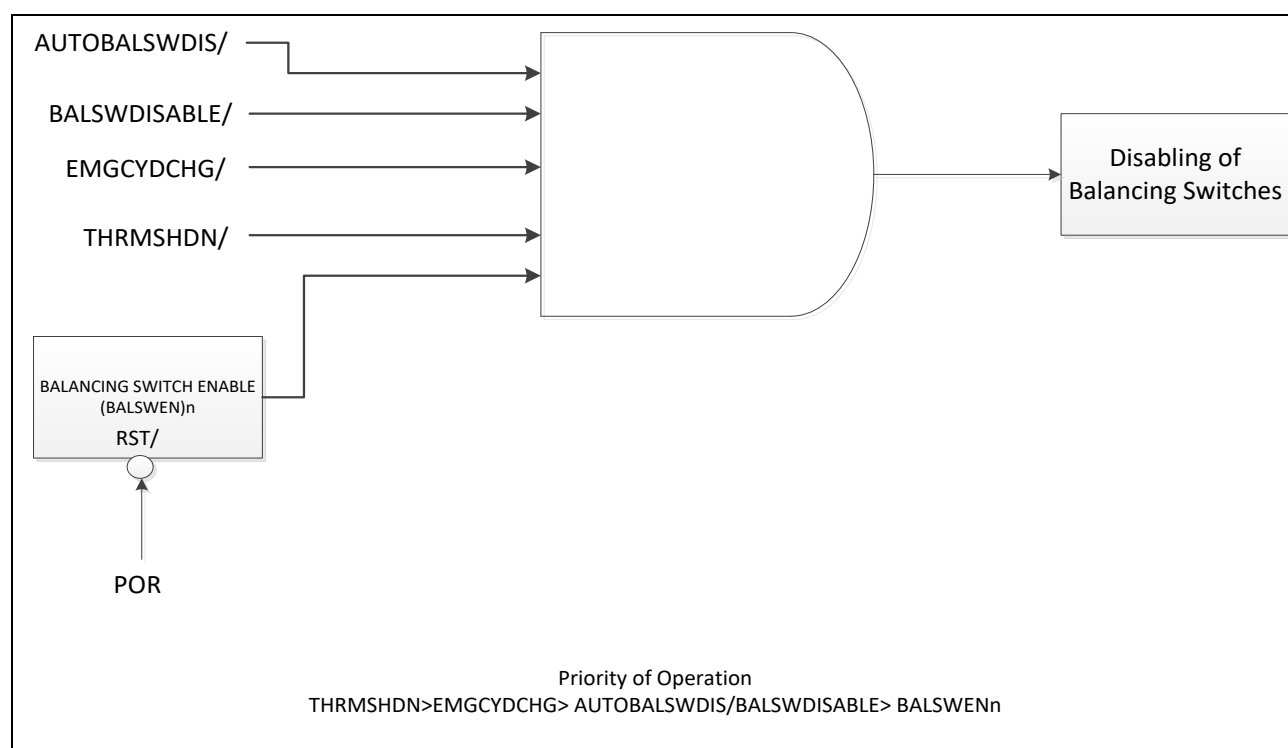 AUTOBALSWDIS/
BALSWDISABLE/
EMGCYDCHG/
THRMSHDN/
BALANCING SWITCH ENABLE
(BALSWEN)n
RST/
POR
Disabling of
Balancing Switches
Priority of Operation
THRMSHDN>EMGCYDCHG> AUTOBALSWDIS/BALSWDISABLE> BALSWENn